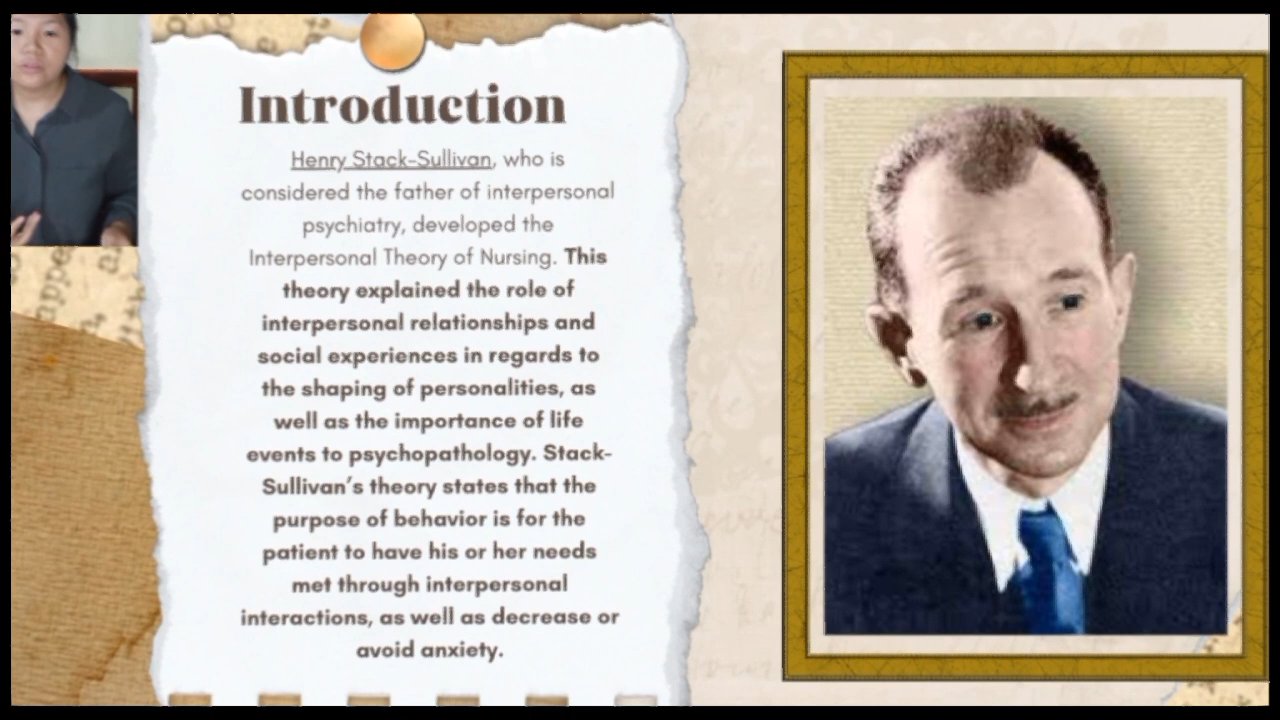 Introduction
Henry Stack-Sullivan, who is
considered the father of interpersonal
psychiatry, developed the
Interpersonal Theory of Nursing. This
theory explained the role of
interpersonal relationships and
social experiences in regards to
the shaping of personalities, as
well as the importance of life
events to psychopathology. Stack-
Sullivan's theory states that the
purpose of behavior is for the
patient to have his or her needs
met through interpersonal
interactions, as well as decrease or
avoid anxiety.